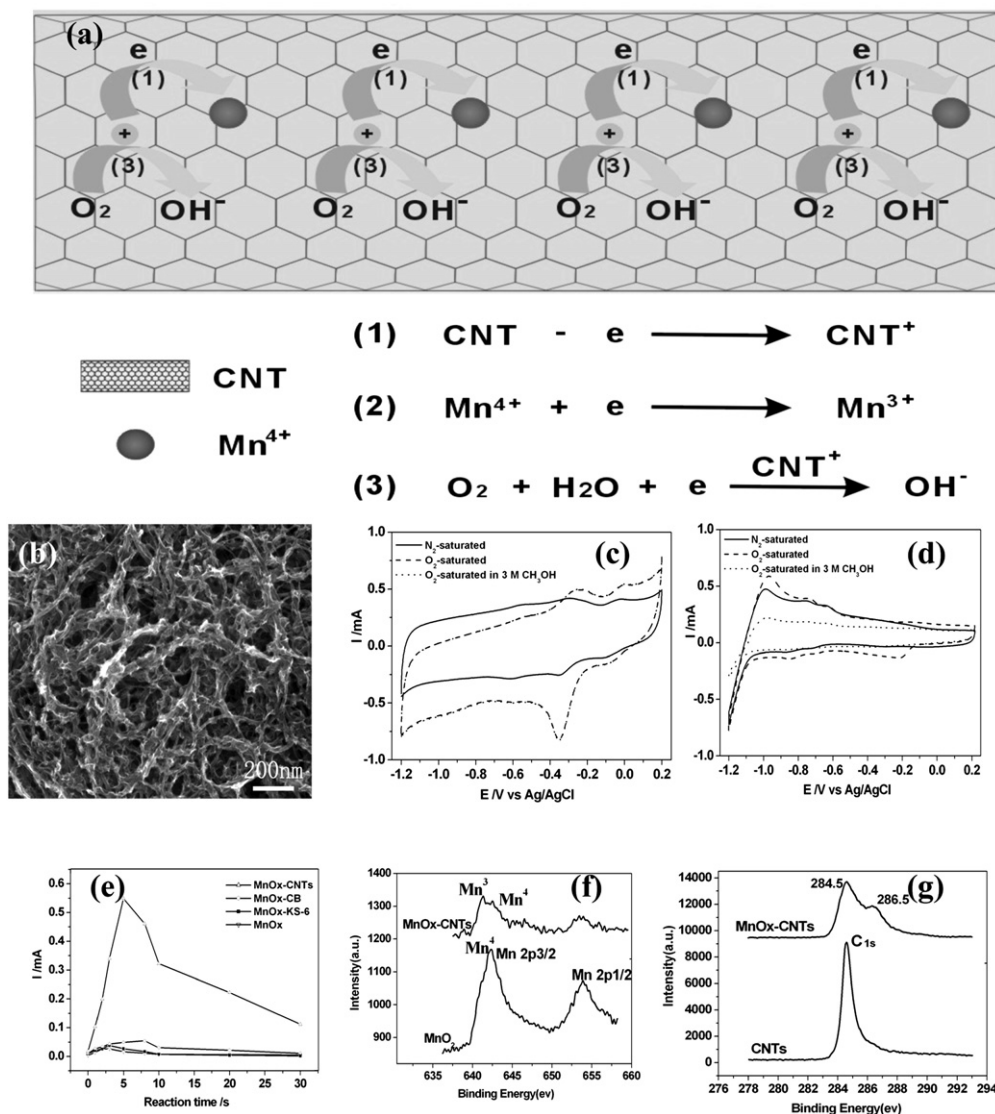 (a)
e e e e
(1) (1) (1) (1)
+ + + +
(3) (3) (3) (3)
O₂ OH⁻ O₂ OH⁻ O₂ OH⁻ O₂ OH⁻
(1) CNT - e CNT⁺
CNT
(2) Mn⁴⁺ + e Mn³⁺
Mn⁴⁺
(3) O₂ + H₂O + e CNT⁺ OH⁻
(b)
200nm
(c)
N₂-saturated
O₂-saturated
O₂-saturated in 3 M CH₃OH
I /mA
1.0
0.5
0.0
-0.5
-1.0
-1.2 -1.0 -0.8 -0.6 -0.4 -0.2 0.0 0.2
E /V vs Ag/AgCl
(d)
N₂-saturated
O₂-saturated
O₂-saturated in 3 M CH₃OH
I /mA
1.0
0.5
0.0
-0.5
-1.0
-1.2 -1.0 -0.8 -0.6 -0.4 -0.2 0.0 0.2
E /V vs Ag/AgCl
(e)
MnOx-CNTs
MnOx-CB
MnOx-KS-6
MnOx
I /mA
0.6
0.5
0.4
0.3
0.2
0.1
0.0
0 5 10 15 20 25 30
Reaction time /s
(f)
Mn³
Mn⁴
MnOx-CNTs
Mn⁴
Mn 2p3/2
Mn 2p1/2
MnO₂
Intensity(a.u.)
1400
1300
1200
1100
1000
900
635 640 645 650 655 660
Binding Energy(ev)
(g)
284.5
286.5
MnOx-CNTs
C₁s
CNTs
Intensity(a.u.)
14000
12000
10000
8000
6000
4000
2000
0
276 278 280 282 284 286 288 290 292 294
Binding Energy(ev)